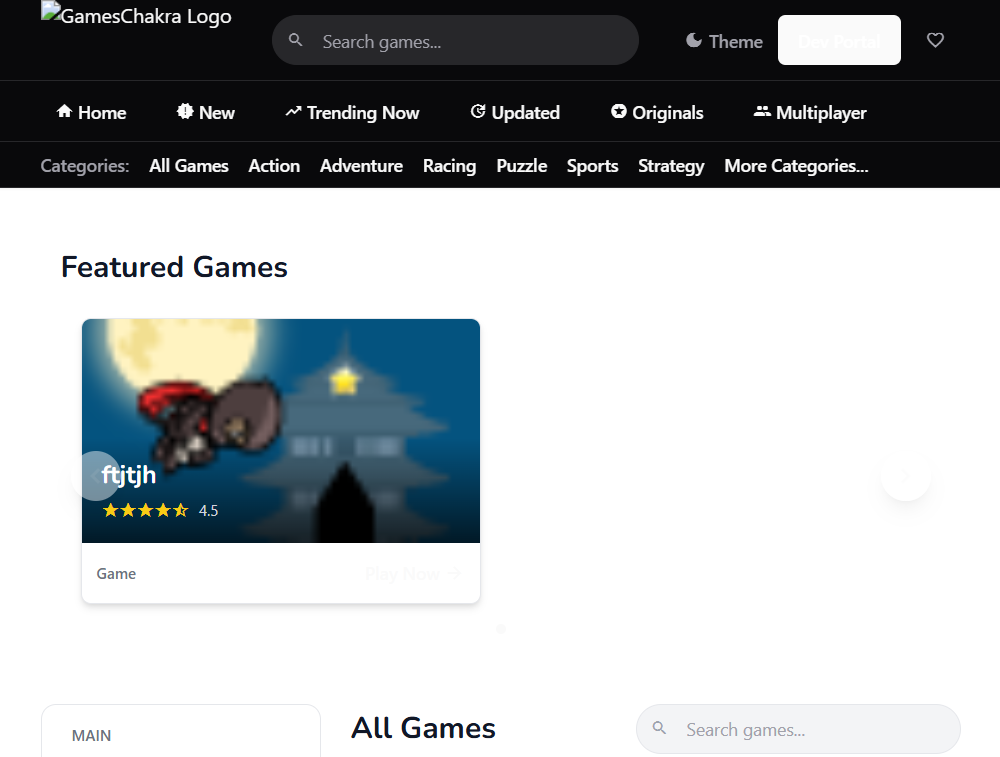 GamesChakra Logo
Search games...
Theme
Dev Portal
Home
New
Trending Now
Updated
Originals
Multiplayer
Categories:
All Games
Action
Adventure
Racing
Puzzle
Sports
Strategy
More Categories...
Featured Games
ftjtjh
4.5
Game
Play Now
All Games
Search games...
MAIN